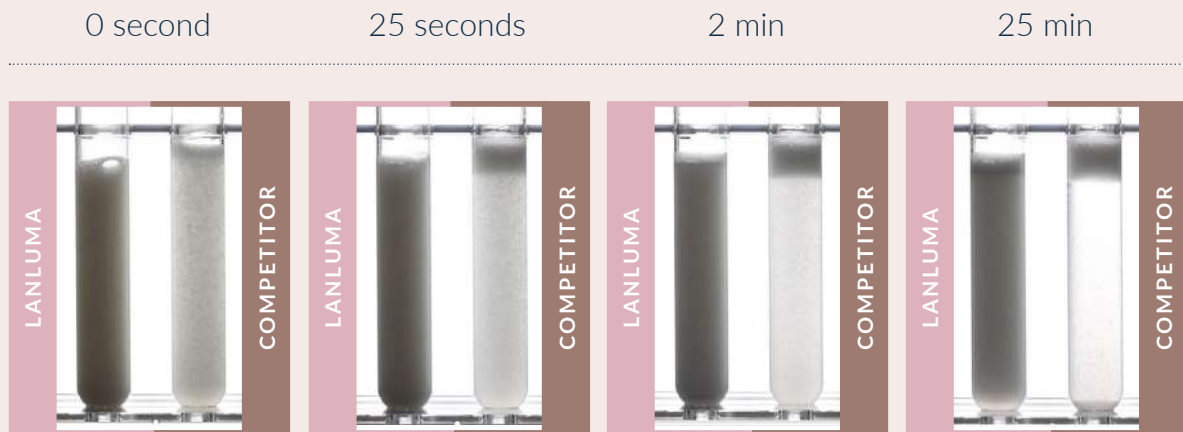 0 second
25 seconds
2 min
25 min
LANLUMA
COMPETITOR
LANLUMA
COMPETITOR
LANLUMA
COMPETITOR
LANLUMA
COMPETITOR